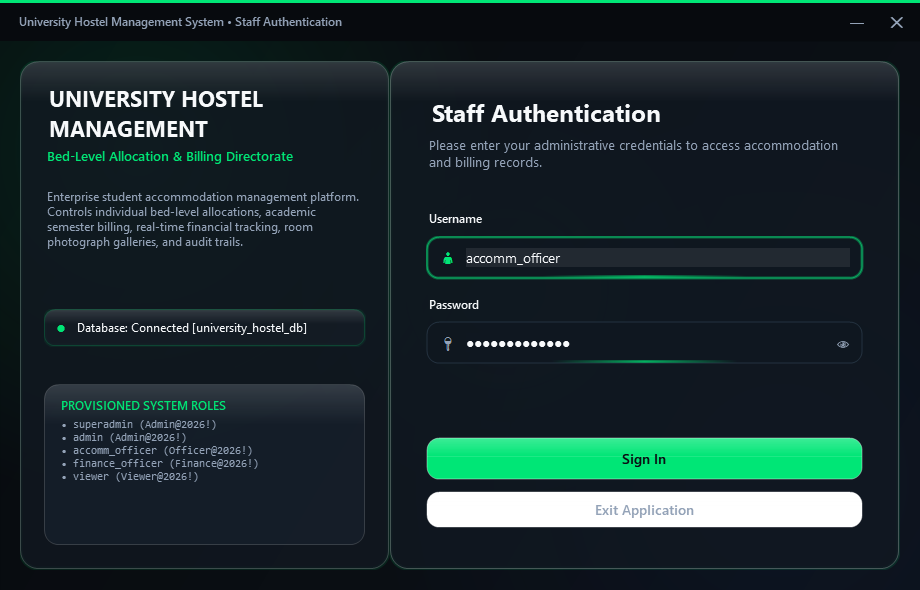 University Hostel Management System • Staff Authentication
UNIVERSITY HOSTEL
MANAGEMENT
Bed-Level Allocation & Billing Directorate
Enterprise student accommodation management platform.
Controls individual bed-level allocations, academic
semester billing, real-time financial tracking, room
photograph galleries, and audit trails.
Database: Connected [university_hostel_db]
PROVISIONED SYSTEM ROLES
• superadmin (Admin@2026!)
• admin (Admin@2026!)
• accomm_officer (Officer@2026!)
• finance_officer (Finance@2026!)
• viewer (Viewer@2026!)
Staff Authentication
Please enter your administrative credentials to access accommodation
and billing records.
Username
accomm_officer
Password
●●●●●●●●●●●●●
Sign In
Exit Application